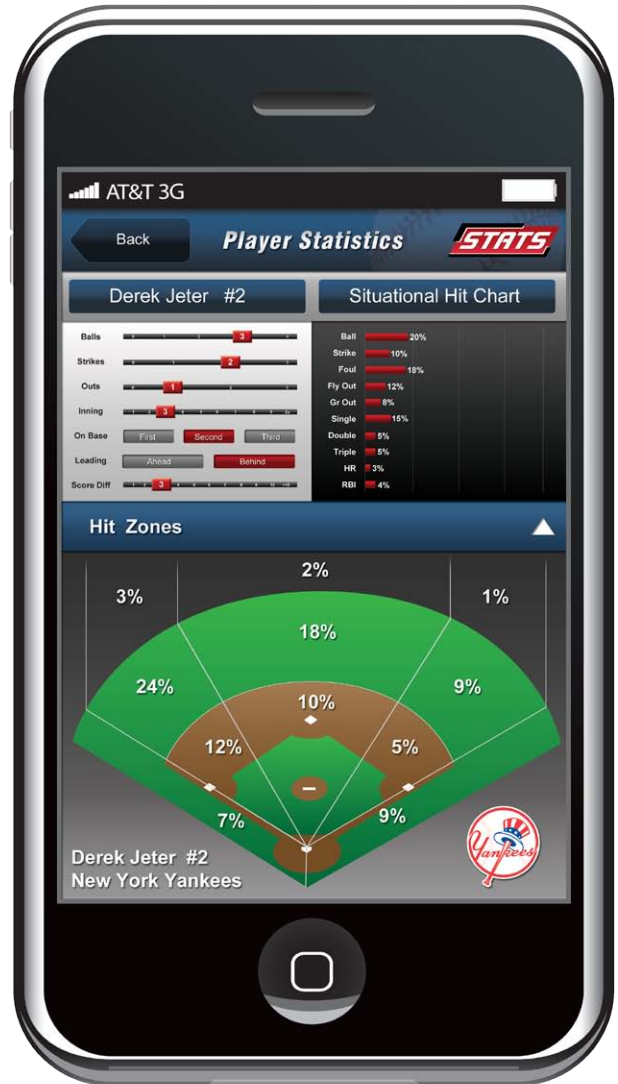 AT&T 3G
Back Player Statistics STATS
Derek Jeter #2 Situational Hit Chart
Balls 3
Strikes 2
Outs 1
Inning 3
On Base First Second Third
Leading Ahead Behind
Score Diff 3
Ball 20%
Strike 10%
Foul 18%
Fly Out 12%
Gr Out 8%
Single 15%
Double 5%
Triple 5%
HR 3%
RBI 4%
Hit Zones
2%
3% 1%
18%
24% 9%
10%
12% 5%
7% 9%
Derek Jeter #2
New York Yankees
Yankees